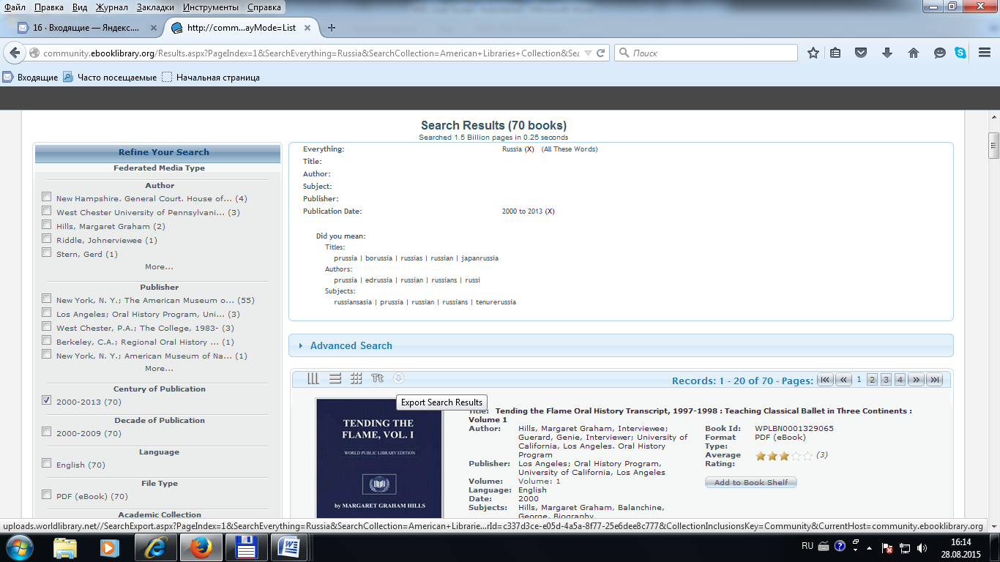 Файл Правка Вид Журнал Закладки Инструменты Справка
16 · Входящие — Яндекс....
http://comm...ayMode=List
community.ebooklibrary.org/Results.aspx?PageIndex=1&SearchEverything=Russia&SearchCollection=American+Libraries+Collection&Sea
Поиск
Входящие Часто посещаемые Начальная страница
Search Results (70 books)
Searched 1.5 Billion pages in 0.25 seconds
Refine Your Search
Federated Media Type
Author
New Hampshire. General Court. House of... (4)
West Chester University of Pennsylvani... (3)
Hills, Margaret Graham (2)
Riddle, Johnerviewee (1)
Stern, Gerd (1)
More...
Publisher
New York, N. Y.; The American Museum o... (55)
Los Angeles; Oral History Program, Uni... (3)
West Chester, P.A.; The College, 1983- (3)
Berkeley, C.A.; Regional Oral History ... (1)
New York, N. Y.; American Museum of Na... (1)
More...
Century of Publication
2000-2013 (70)
Decade of Publication
2000-2009 (70)
Language
English (70)
File Type
PDF (eBook) (70)
Academic Collection
Everything: Russia (X) (All These Words)
Title:
Author:
Subject:
Publisher:
Publication Date: 2000 to 2013 (X)
Did you mean:
Titles:
prussia | borussia | russias | russian | japanrussia
Authors:
prussia | edrussia | russian | russians | russi
Subjects:
russiansasia | prussia | russian | russians | tenurerussia
Advanced Search
Tt
Records: 1 - 20 of 70 - Pages: 1 2 3 4
Export Search Results
TENDING THE
FLAME, VOL. I
WORLD PUBLIC LIBRARY EDITION
by MARGARET GRAHAM HILLS
Title: Tending the Flame Oral History Transcript, 1997-1998 : Teaching Classical Ballet in Three Continents :
Volume 1
Author: Hills, Margaret Graham, Interviewee;
Guerard, Genie, Interviewer; University of
California, Los Angeles. Oral History
Program
Publisher: Los Angeles; Oral History Program,
University of California, Los Angeles
Volume: Volume: 1
Language: English
Date: 2000
Subjects: Hills, Margaret Graham, Balanchine,
George, Biography
Book Id: WPLBN0001329065
Format PDF (eBook)
Type:
Average (3)
Rating:
Add to Book Shelf
uploads.worldlibrary.net//SearchExport.aspx?PageIndex=1&SearchEverything=Russia&SearchCollection=American+Librarie...rId=c337d3ce-e05d-4a5a-8f77-25e6dee8c777&CollectionInclusionsKey=Community&CurrentHost=community.ebooklibrary.org
RU
16:14
28.08.2015